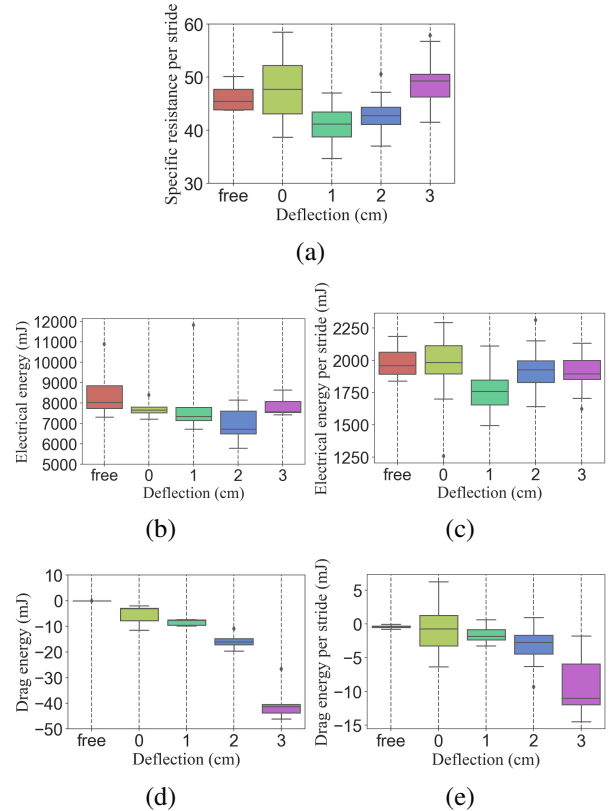 Specific resistance per stride
60
50
40
30
free 0 1 2 3
Deflection (cm)
(a)
Electrical energy (mJ)
12000
11000
10000
9000
8000
7000
6000
5000
free 0 1 2 3
Deflection (cm)
(b)
Electrical energy per stride (mJ)
2250
2000
1750
1500
1250
free 0 1 2 3
Deflection (cm)
(c)
Drag energy (mJ)
10
0
−10
−20
−30
−40
−50
free 0 1 2 3
Deflection (cm)
(d)
Drag energy per stride (mJ)
5
0
−5
−10
−15
free 0 1 2 3
Deflection (cm)
(e)